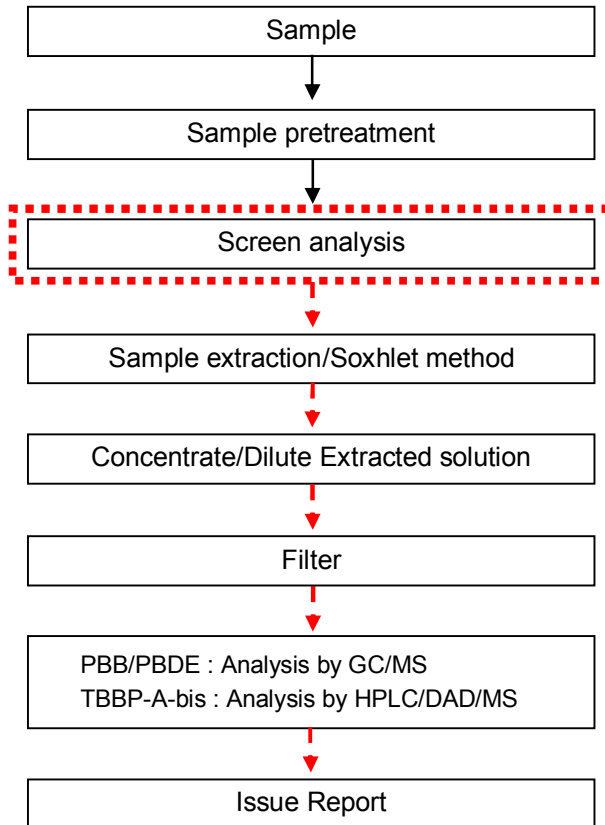 Sample
Sample pretreatment
Screen analysis
Sample extraction/Soxhlet method
Concentrate/Dilute Extracted solution
Filter
PBB/PBDE : Analysis by GC/MS
TBBP-A-bis : Analysis by HPLC/DAD/MS
Issue Report